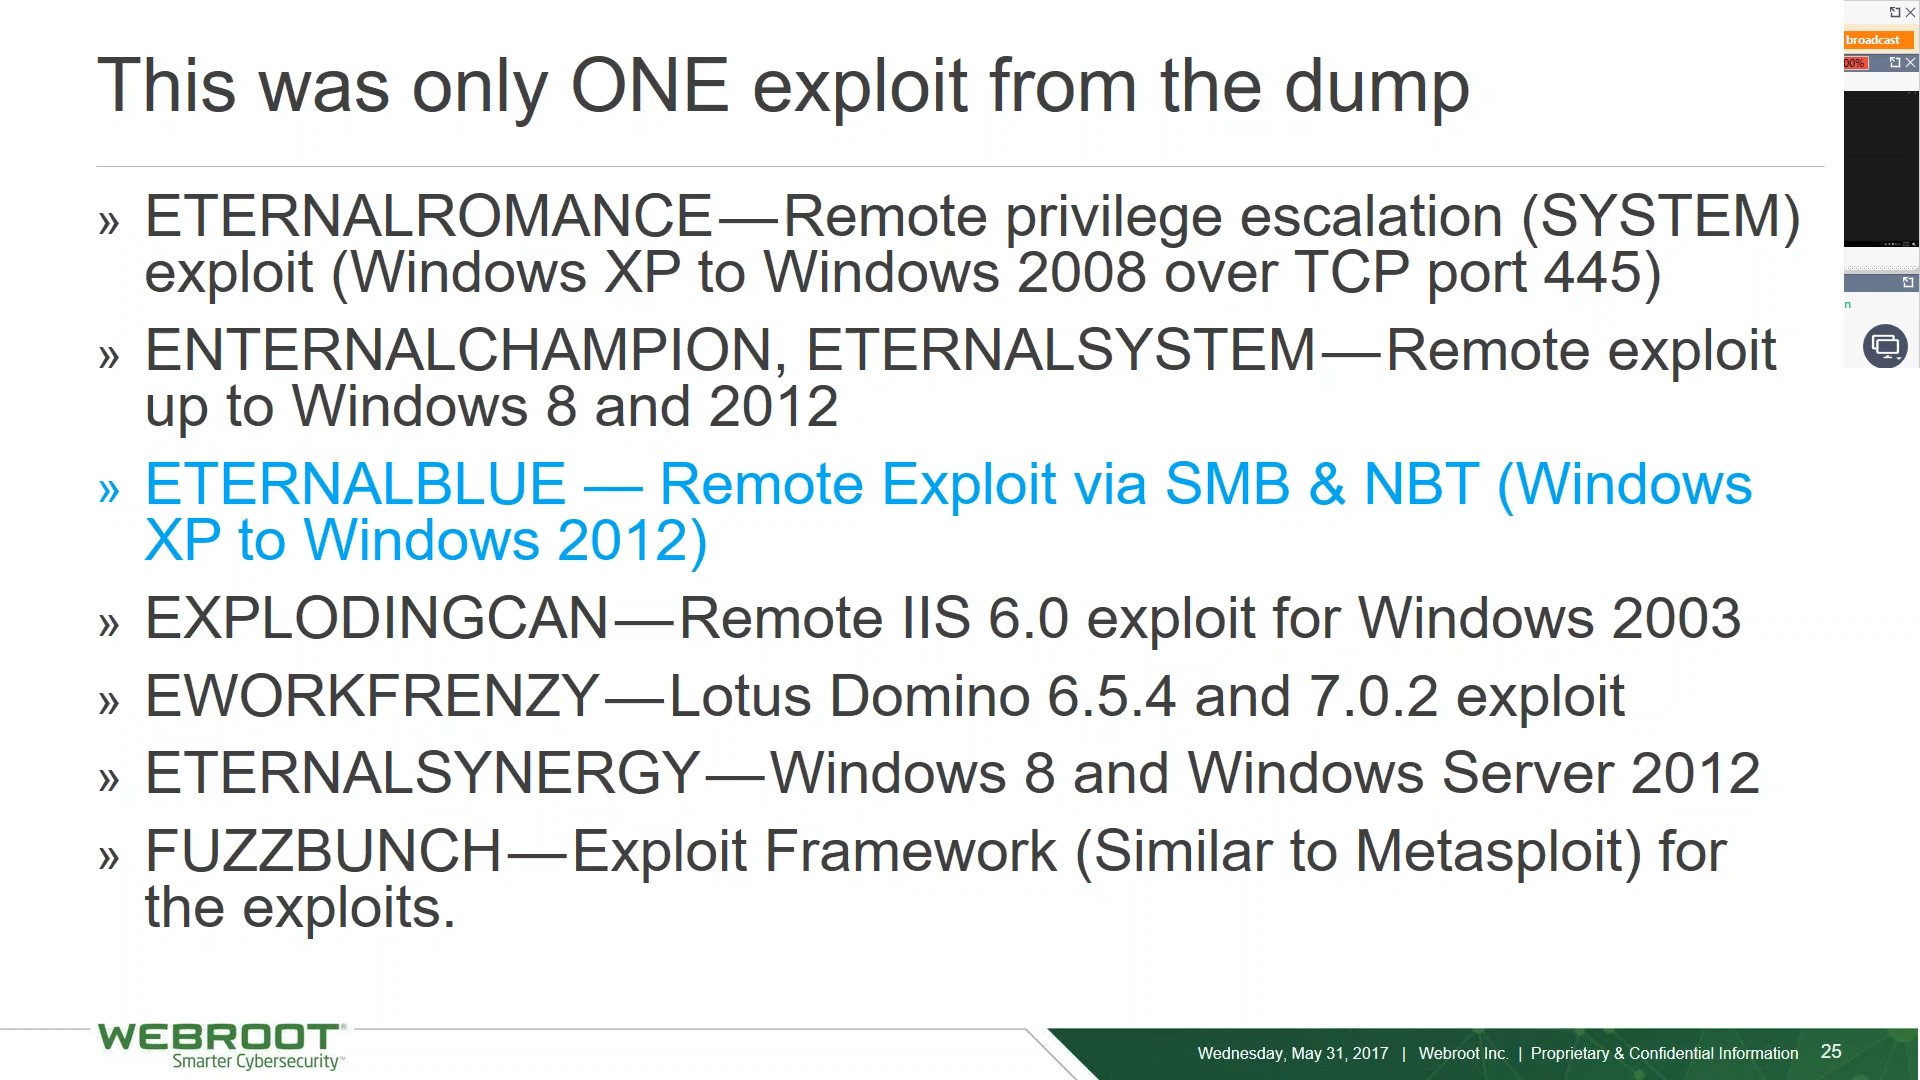 This was only ONE exploit from the dump
» ETERNALROMANCE—Remote privilege escalation (SYSTEM)
exploit (Windows XP to Windows 2008 over TCP port 445)
» ENTERNALCHAMPION, ETERNALSYSTEM—Remote exploit
up to Windows 8 and 2012
» ETERNALBLUE — Remote Exploit via SMB & NBT (Windows
XP to Windows 2012)
» EXPLODINGCAN—Remote IIS 6.0 exploit for Windows 2003
» EWORKFRENZY—Lotus Domino 6.5.4 and 7.0.2 exploit
» ETERNALSYNERGY—Windows 8 and Windows Server 2012
» FUZZBUNCH—Exploit Framework (Similar to Metasploit) for
the exploits.
broadcast
00%
n
WEBROOT®
Smarter Cybersecurity™
Wednesday, May 31, 2017 | Webroot Inc. | Proprietary & Confidential Information 25